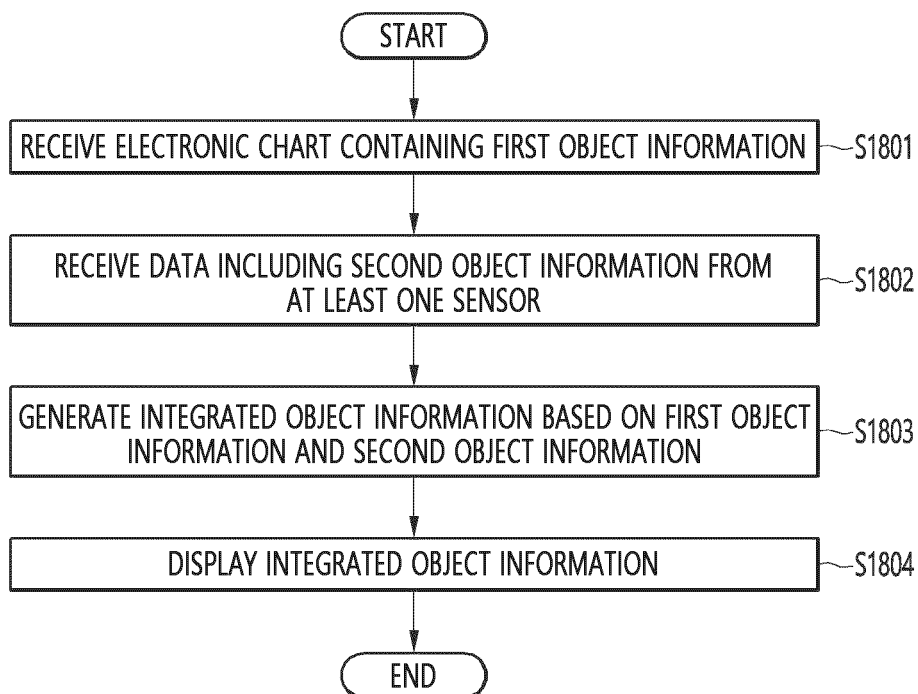 START
RECEIVE ELECTRONIC CHART CONTAINING FIRST OBJECT INFORMATION
S1801
RECEIVE DATA INCLUDING SECOND OBJECT INFORMATION FROM
AT LEAST ONE SENSOR
S1802
GENERATE INTEGRATED OBJECT INFORMATION BASED ON FIRST OBJECT
INFORMATION AND SECOND OBJECT INFORMATION
S1803
DISPLAY INTEGRATED OBJECT INFORMATION
S1804
END